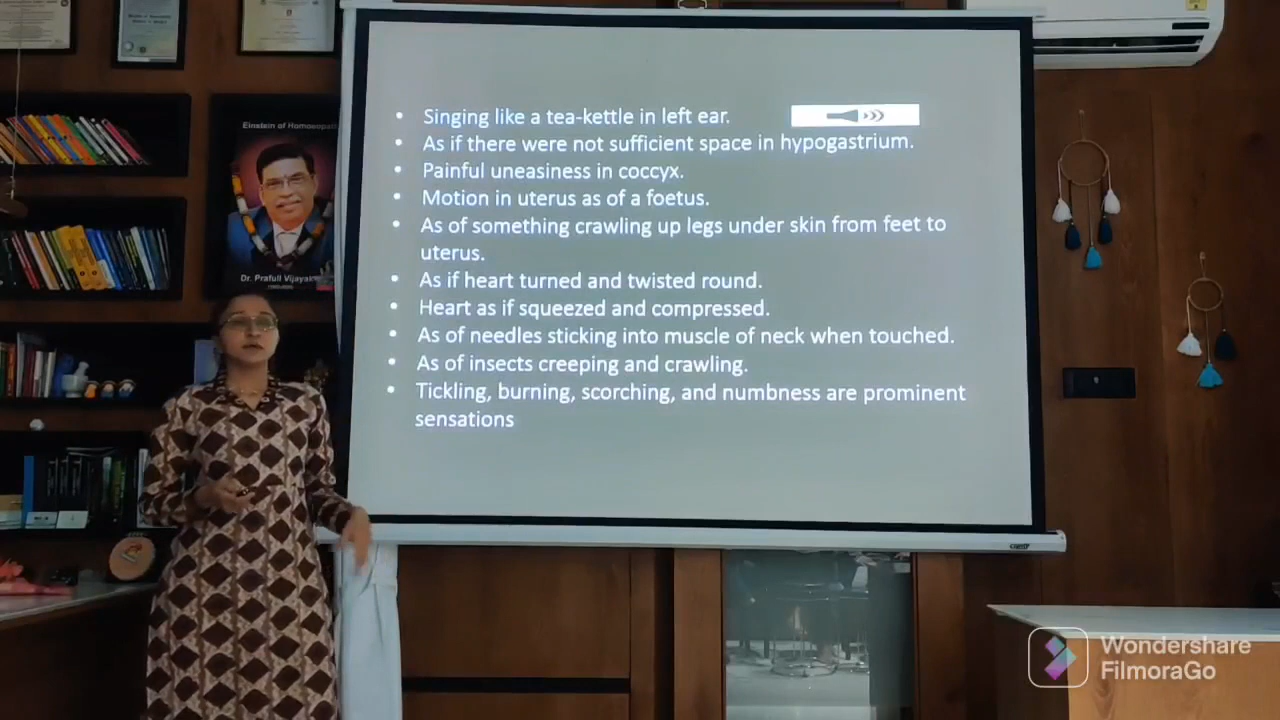 Einstein of Homoeopat
Dr. Prafull Vijayak
• Singing like a tea-kettle in left ear.
• As if there were not sufficient space in hypogastrium.
• Painful uneasiness in coccyx.
• Motion in uterus as of a foetus.
• As of something crawling up legs under skin from feet to
uterus.
• As if heart turned and twisted round.
• Heart as if squeezed and compressed.
• As of needles sticking into muscle of neck when touched.
• As of insects creeping and crawling.
• Tickling, burning, scorching, and numbness are prominent
sensations
Wondershare
FilmoraGo